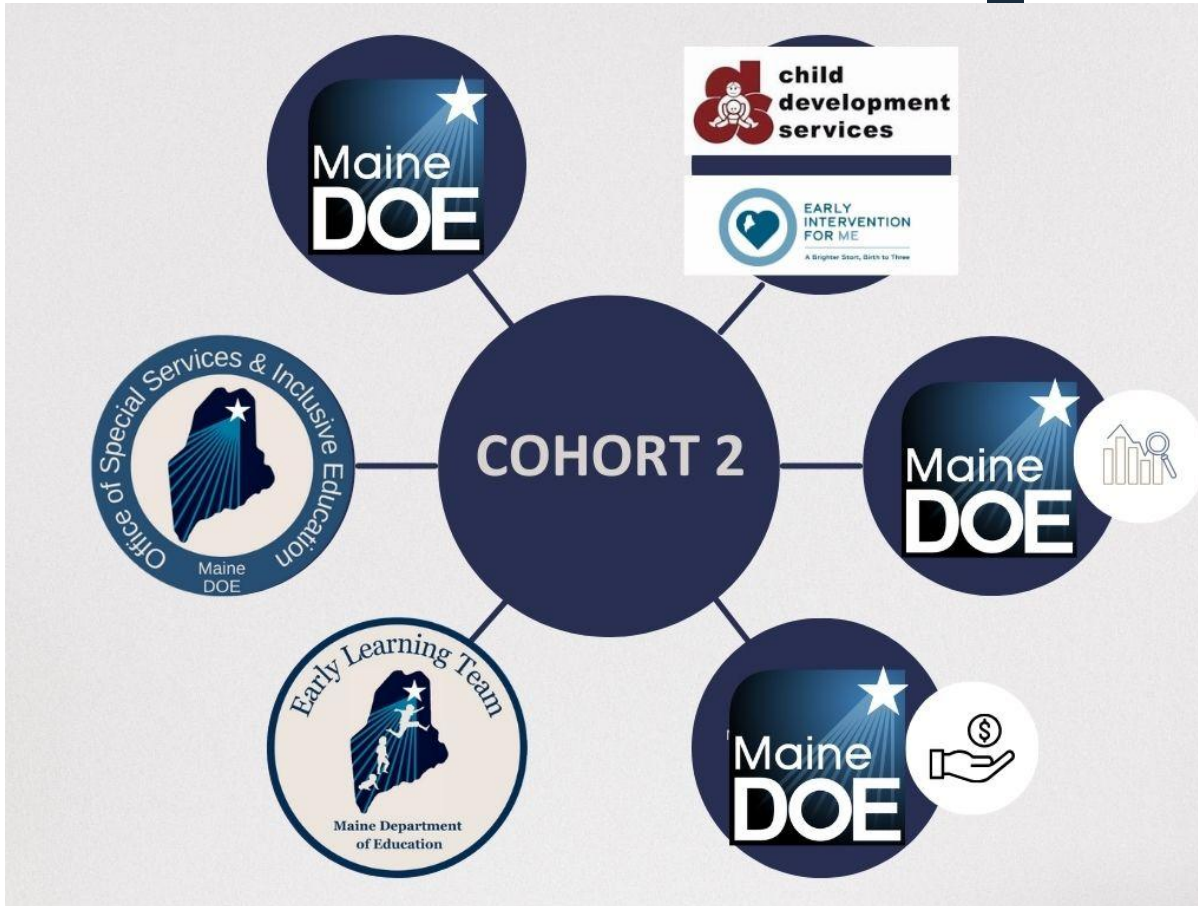 Maine
DOE
child
development
services
EARLY
INTERVENTION
FOR ME
A Brighter Start, Birth to Three
Office of Special Services & Inclusive Education
Maine
DOE
COHORT 2
Maine
DOE
Early Learning Team
Maine Department
of Education
Maine
DOE
$